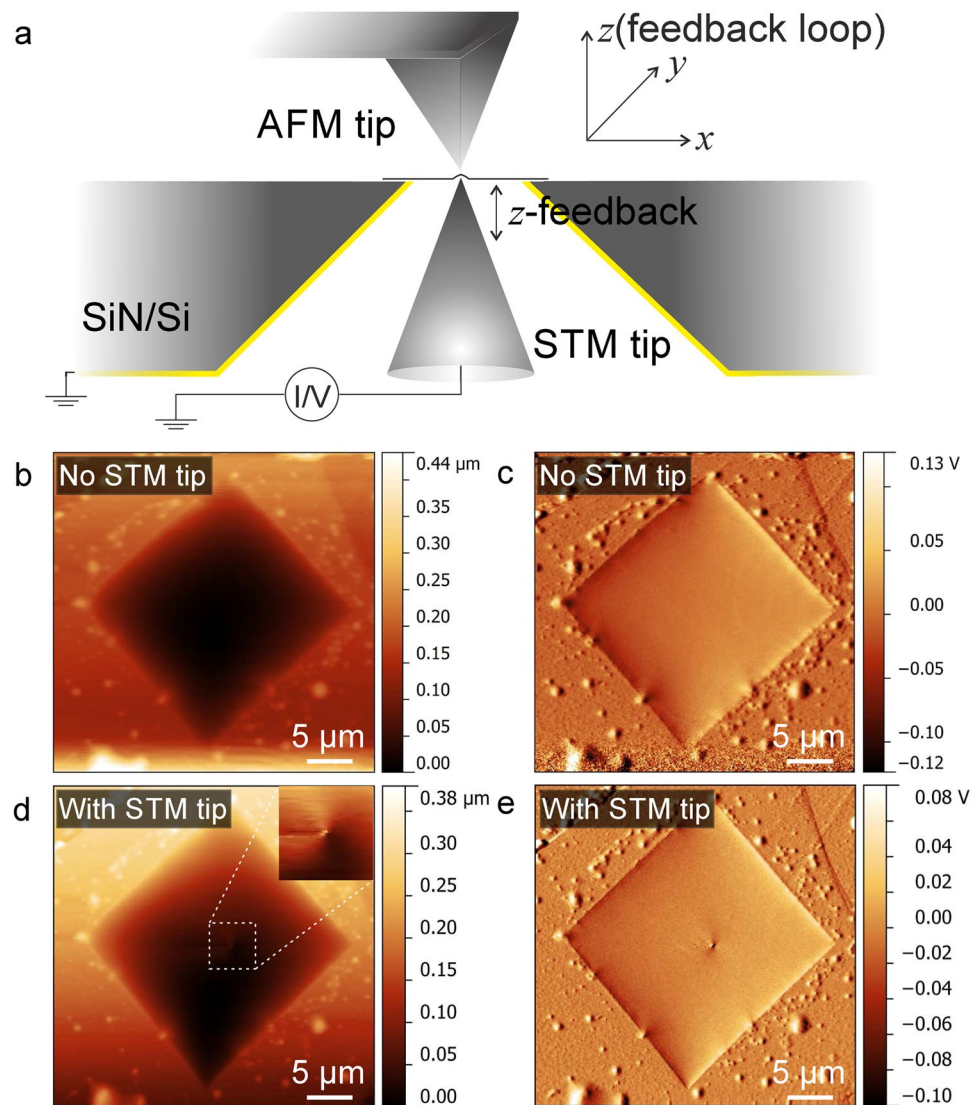 a
z(feedback loop)
y
x
AFM tip
z-feedback
SiN/Si
STM tip
I/V
b
No STM tip
5 µm
0.44 µm
0.35
0.30
0.25
0.20
0.15
0.10
0.05
0.00
c
No STM tip
5 µm
0.13 V
0.05
0.00
−0.05
−0.10
−0.12
d
With STM tip
5 µm
0.38 µm
0.30
0.25
0.20
0.15
0.10
0.05
0.00
e
With STM tip
5 µm
0.08 V
0.04
0.02
0.00
−0.02
−0.04
−0.06
−0.08
−0.10